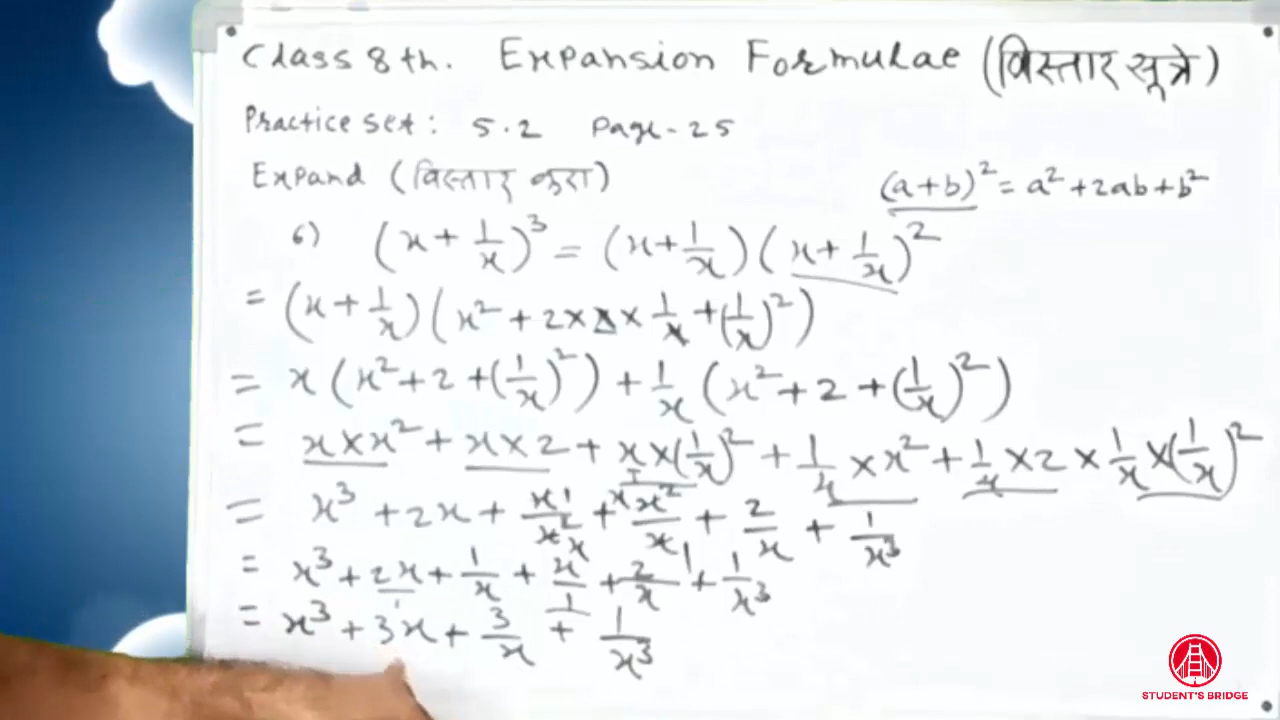 Class 8th. Expansion Formulae (विस्तार सूत्रे)
Practice set: 5.2 Page-25
Expand (विस्तार करा)
(a+b)² = a² + 2ab + b²
6) (x + 1/x)³ = (x + 1/x) (x + 1/x)²
= (x + 1/x) (x² + 2 × x × 1/x + (1/x)²)
= x (x² + 2 + (1/x)²) + 1/x (x² + 2 + (1/x)²)
= x × x² + x × 2 + x × (1/x)² + 1/x × x² + 1/x × 2 × 1/x × (1/x)²
= x³ + 2x + x/x² + x²/x + 2/x + 1/x³
= x³ + 2x + 1/x + x/1 + 2/x + 1/x³
= x³ + 3x + 3/x + 1/x³
STUDENT'S BRIDGE